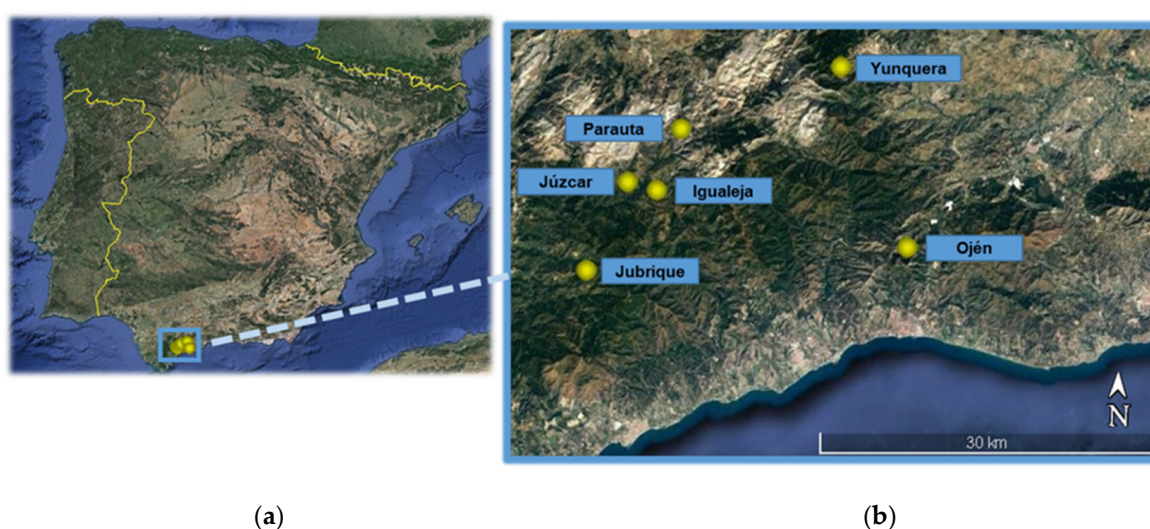 Yunquera
Parauta
Júzcar
Igualeja
Ojén
Jubrique
N
30 km
(a)
(b)